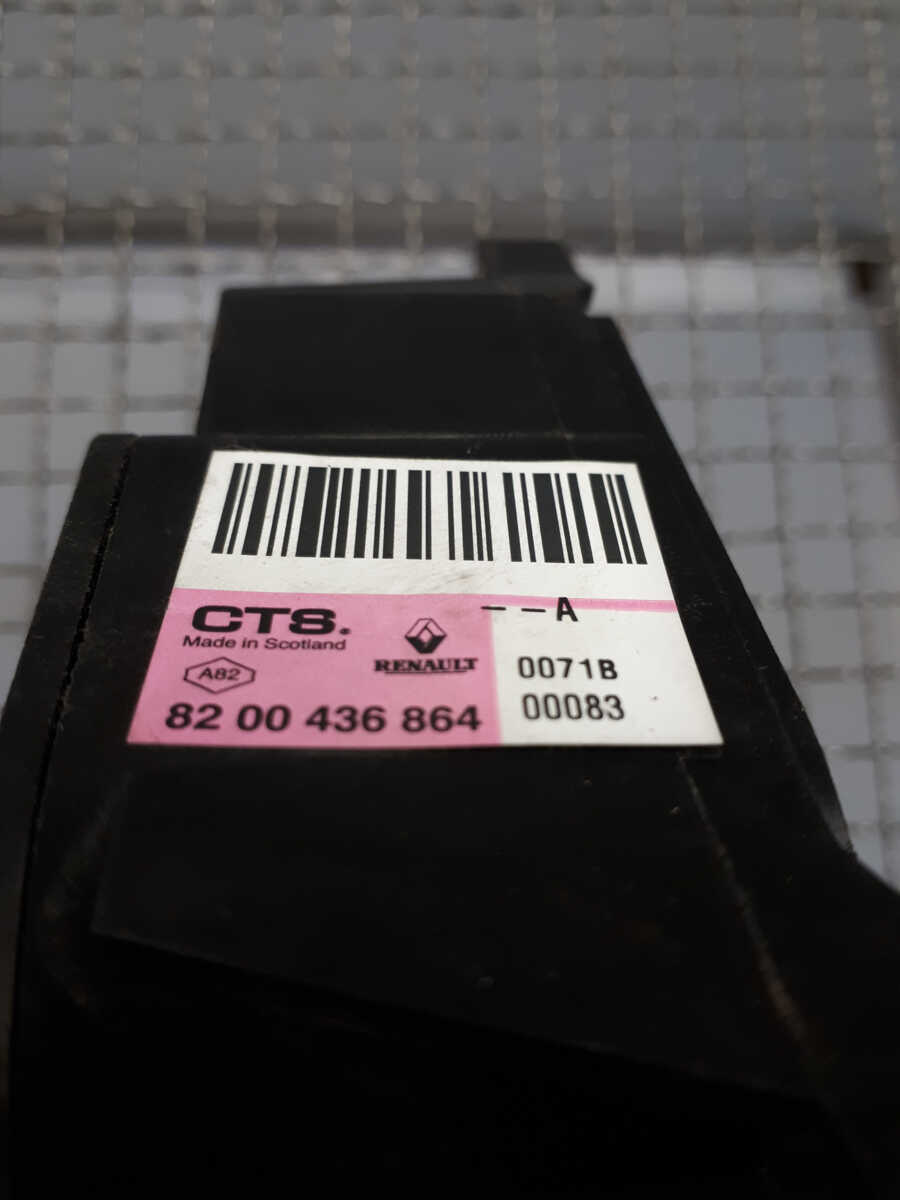 --A
CTS.
Made in Scotland
RENAULT
A82
0071B
82 00 436 864
00083